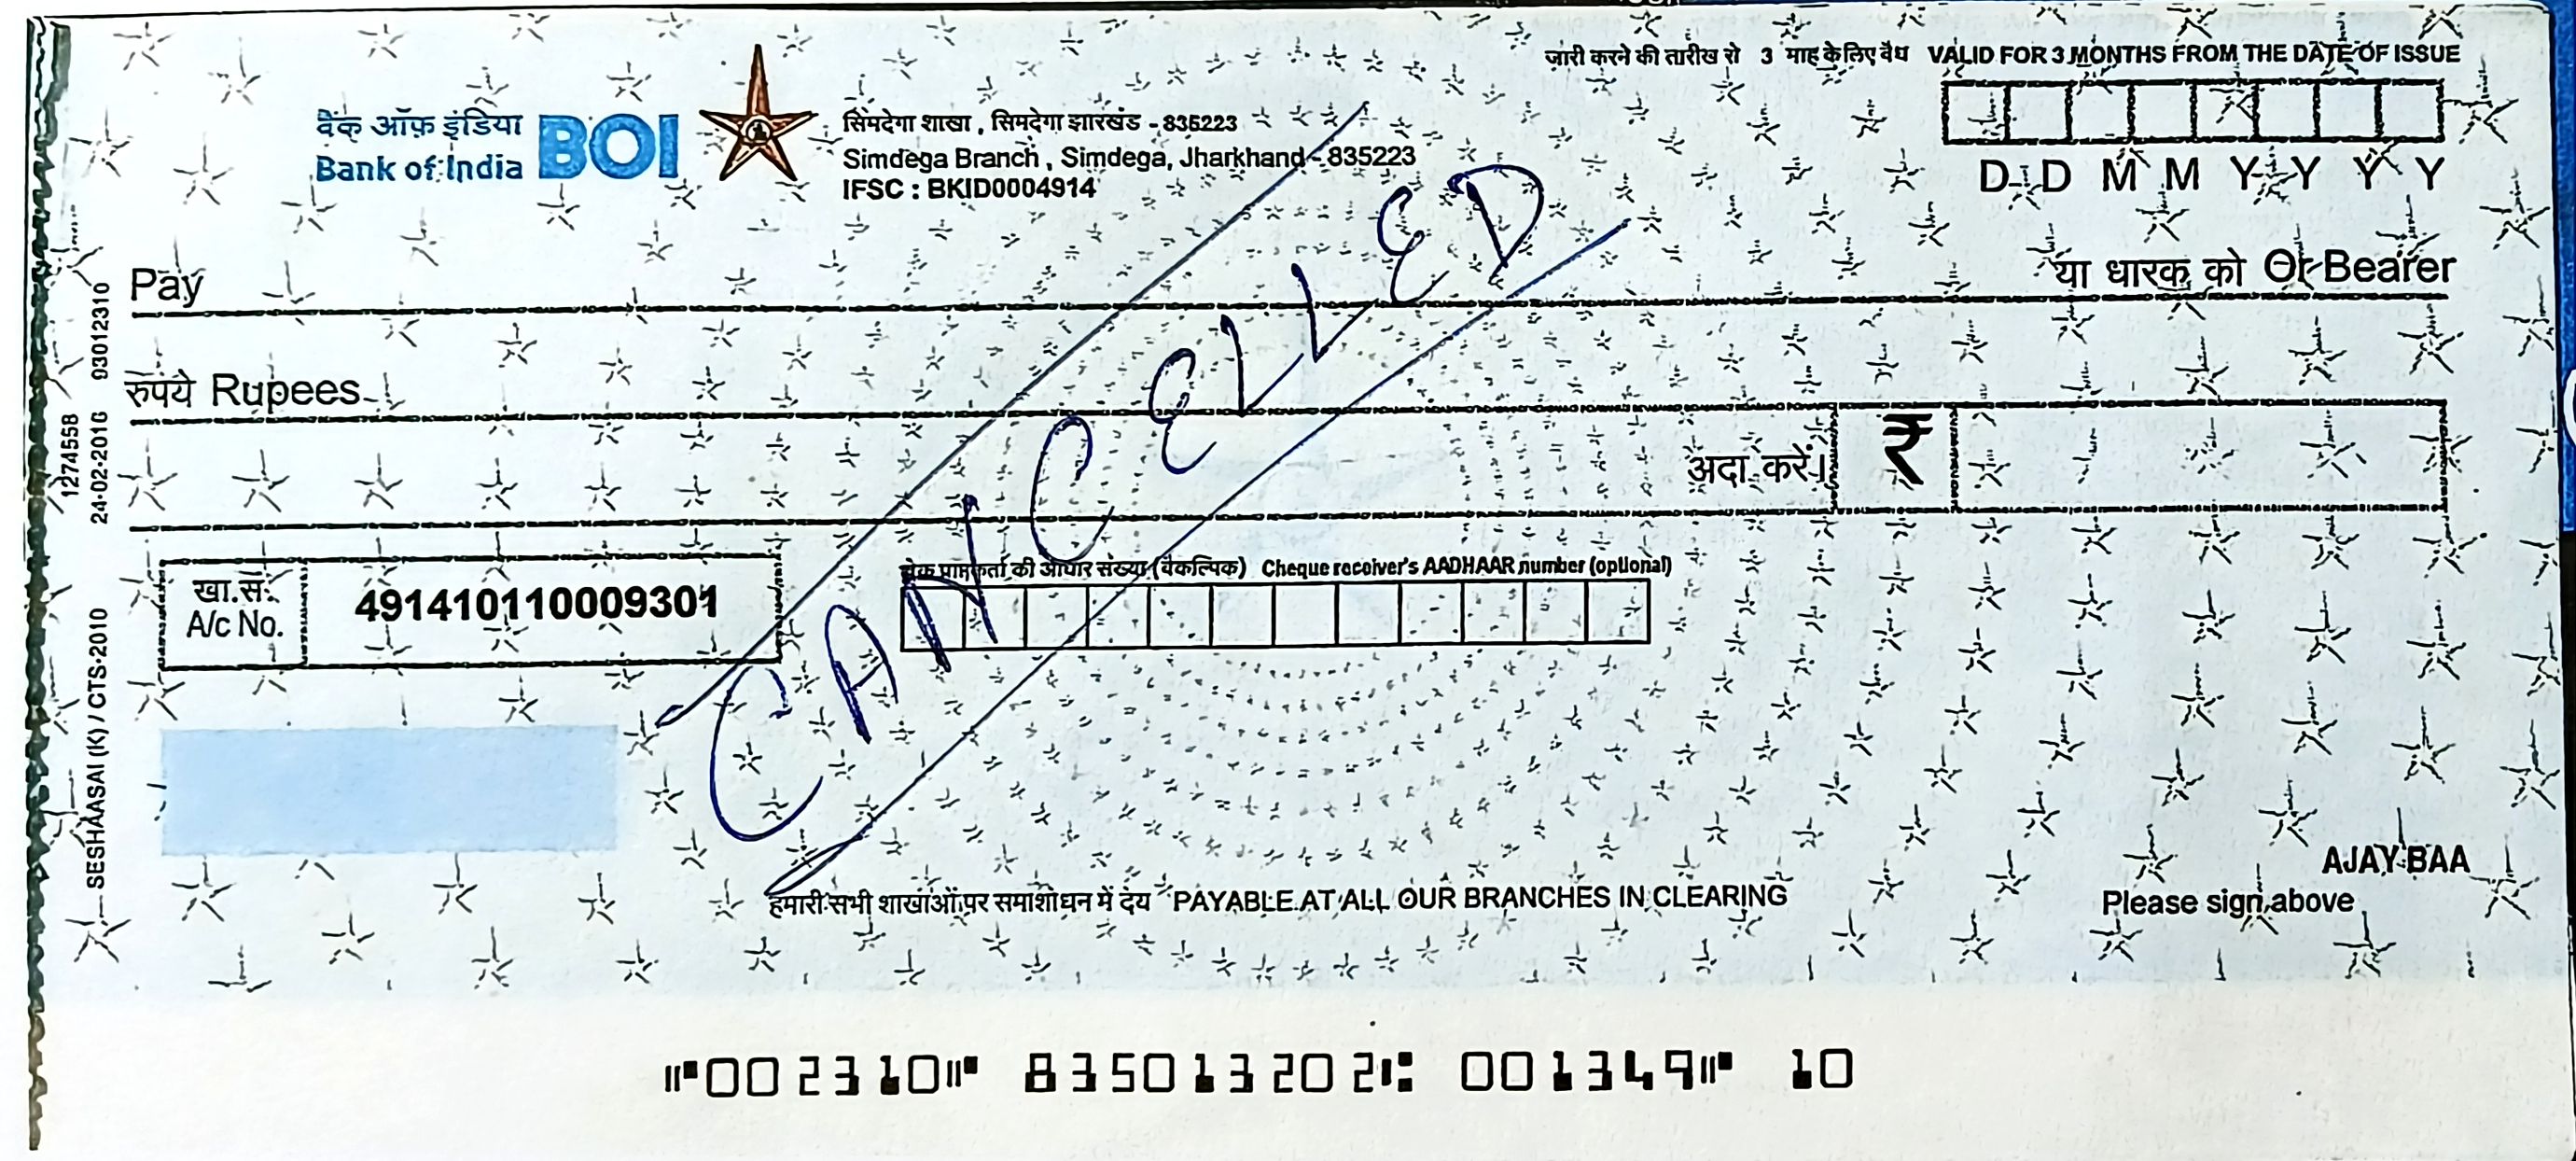 जारी करने की तारीख से 3 माह के लिए वैध VALID FOR 3 MONTHS FROM THE DATE OF ISSUE
बैंक ऑफ़ इंडिया BOI
Bank of India
सिमदेगा शाखा , सिमदेगा झारखंड - 835223
Simdega Branch , Simdega, Jharkhand - 835223
IFSC : BKID0004914
D D M M Y Y Y Y
Pay या धारक को Or Bearer
रुपये Rupees
अदा करें। ₹
खा.सं. 491410110009301
A/c No.
चेक प्राप्तकर्ता की आधार संख्या (वैकल्पिक) Cheque receiver's AADHAAR number (optional)
CANCELLED
AJAY BAA
हमारी सभी शाखाओं पर समाशोधन में देय PAYABLE AT ALL OUR BRANCHES IN CLEARING
Please sign above
SESHAASAI (K) / CTS-2010
1274558
24-02-2016 93012310
002310 835013202 001349 10